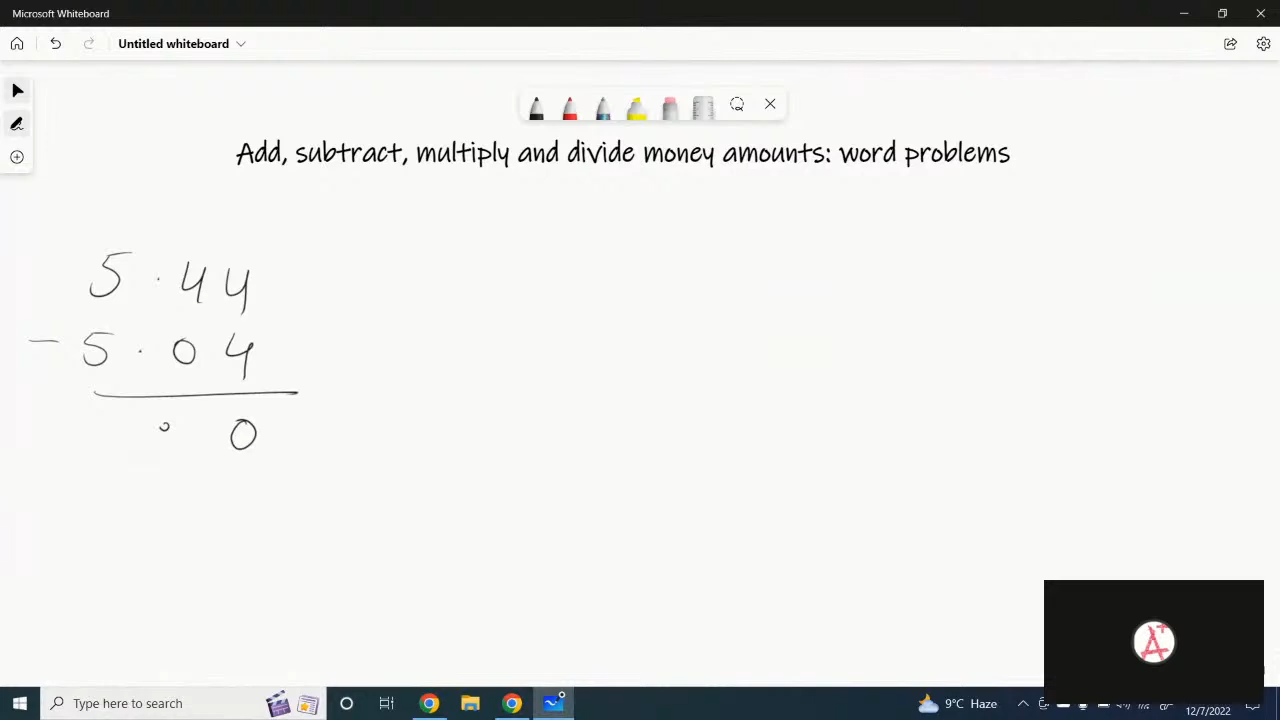 Microsoft Whiteboard
Untitled whiteboard
Add, subtract, multiply and divide money amounts: word problems
5.44
- 5.04
. 0
A+
Type here to search
9°C Haze
12/7/2022